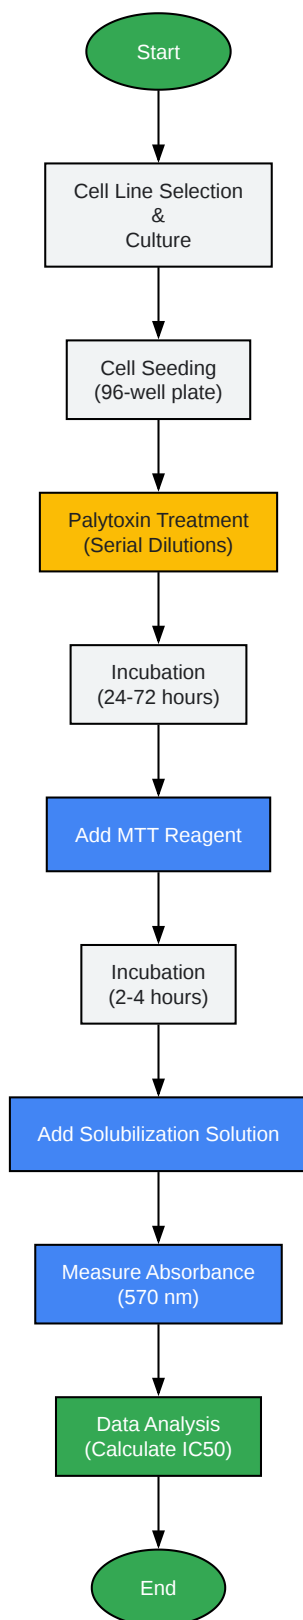 Start
Cell Line Selection
&
Culture
Cell Seeding
(96-well plate)
Palytoxin Treatment
(Serial Dilutions)
Incubation
(24-72 hours)
Add MTT Reagent
Incubation
(2-4 hours)
Add Solubilization Solution
Measure Absorbance
(570 nm)
Data Analysis
(Calculate IC50)
End